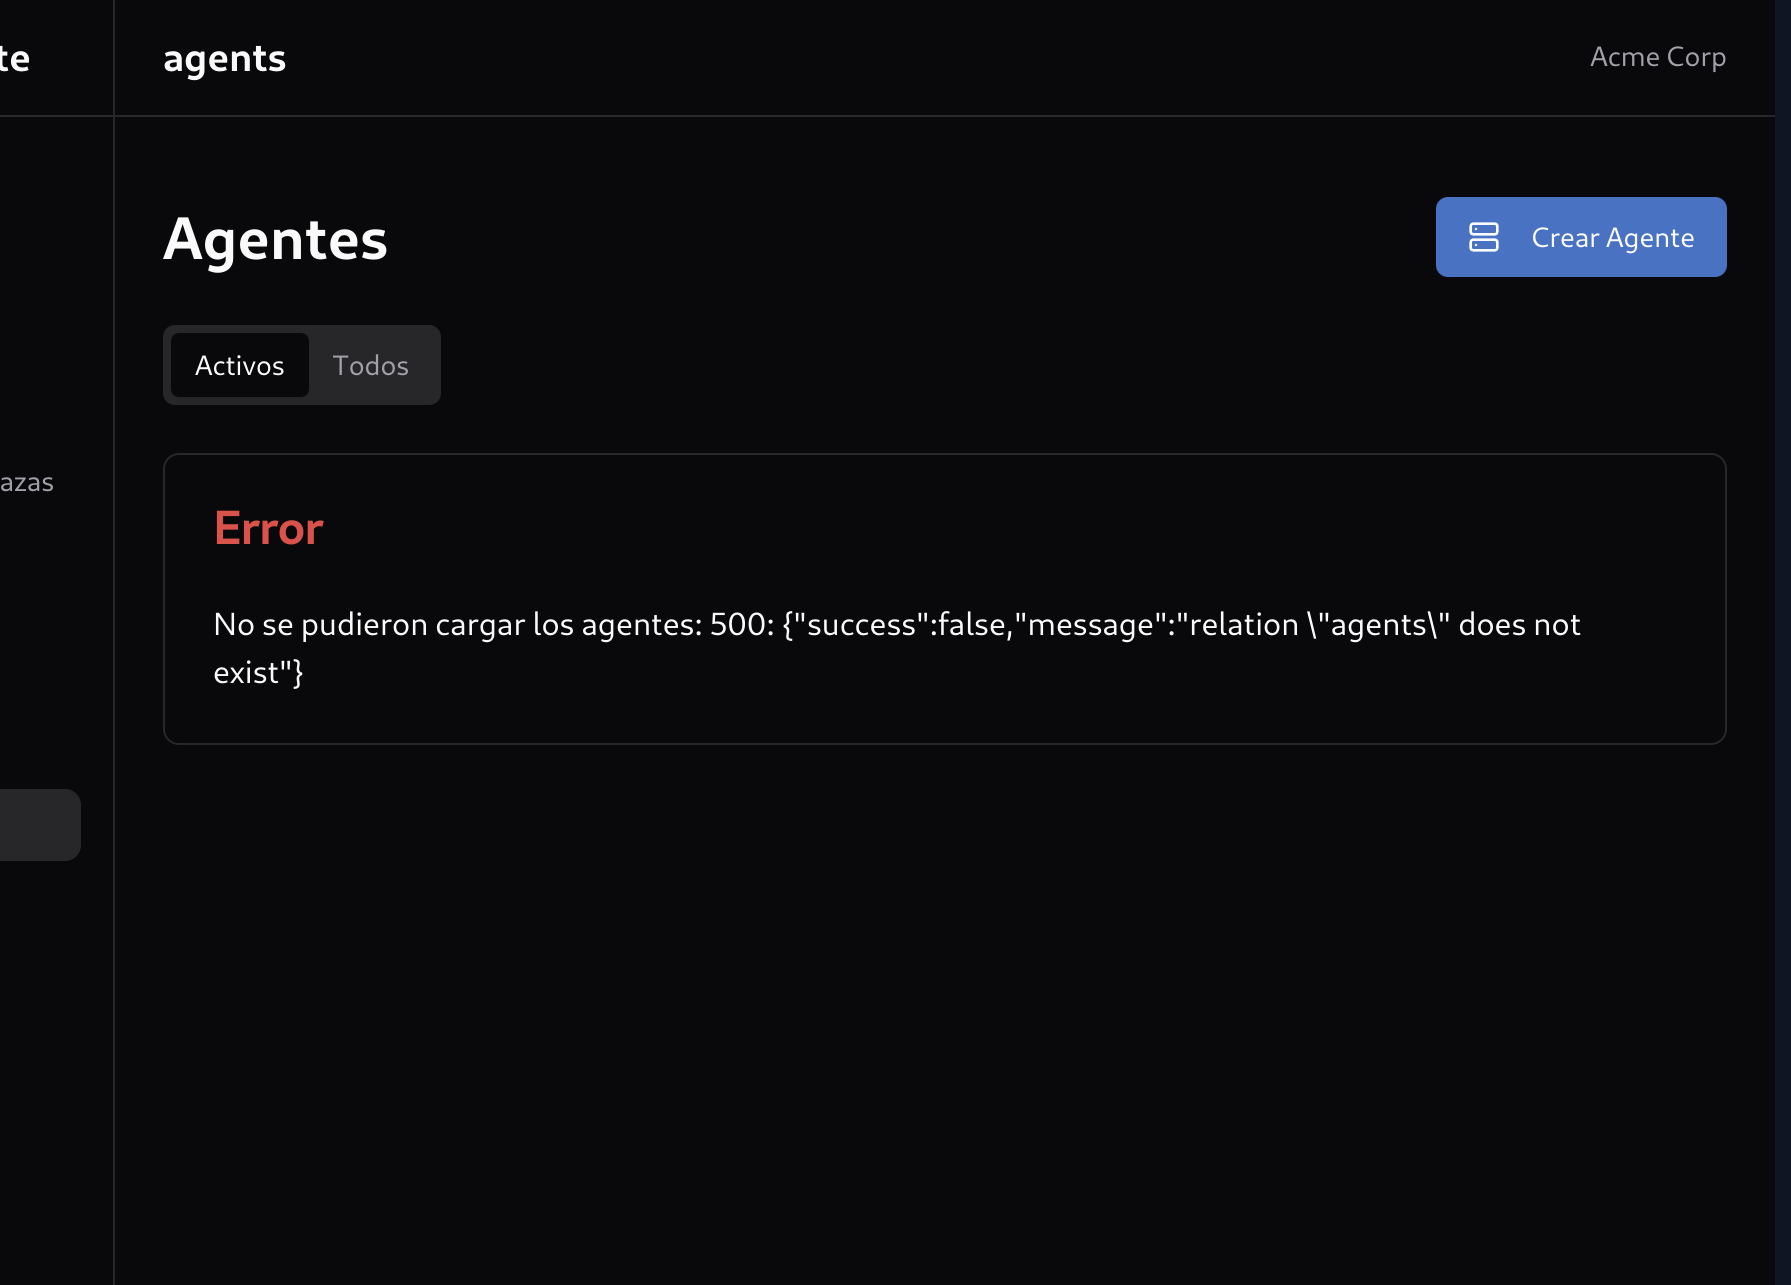 te
agents
Acme Corp
Agentes
Crear Agente
Activos
Todos
azas
Error
No se pudieron cargar los agentes: 500: {"success":false,"message":"relation \"agents\" does not
exist"}